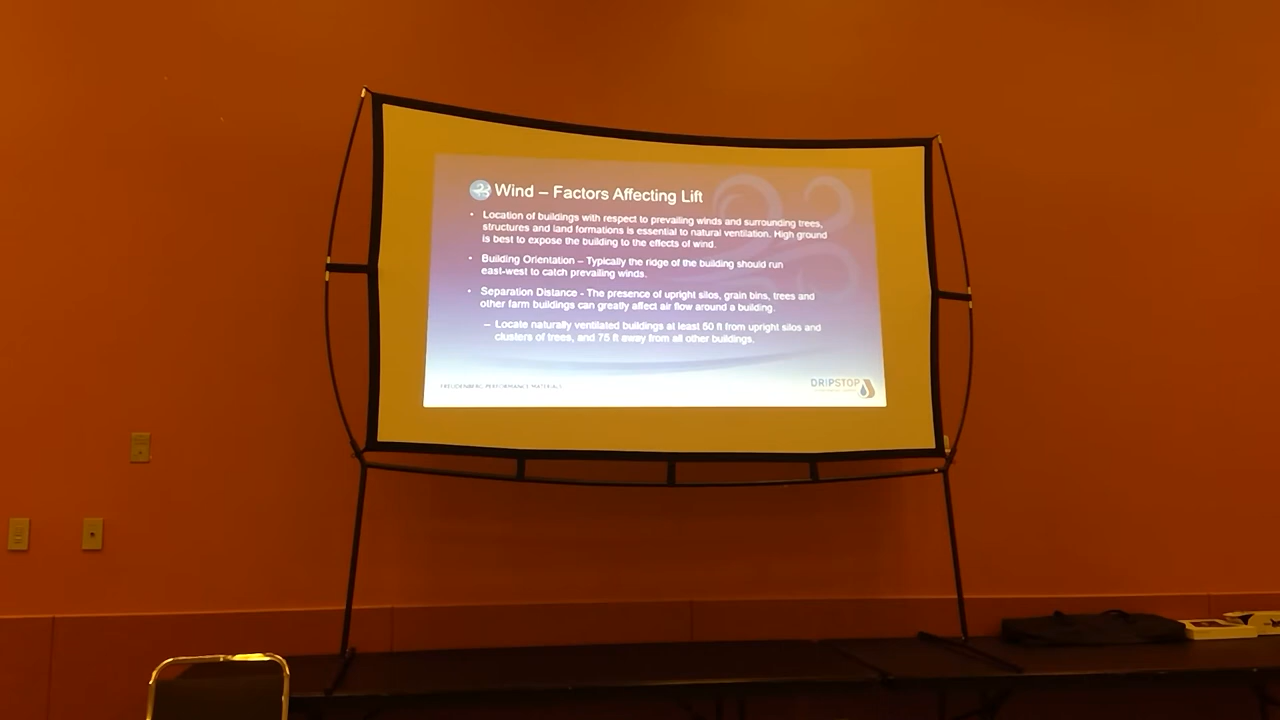 Wind – Factors Affecting Lift
• Location of buildings with respect to prevailing winds and surrounding trees,
structures and land formations is essential to natural ventilation. High ground
is best to expose the building to the effects of wind.
• Building Orientation – Typically the ridge of the building should run
east-west to catch prevailing winds.
• Separation Distance - The presence of upright silos, grain bins, trees and
other farm buildings can greatly affect air flow around a building.
– Locate naturally ventilated buildings at least 50 ft from upright silos and
clusters of trees, and 75 ft away from all other buildings.
FREUDENBERG PERFORMANCE MATERIALS
DRIPSTOP